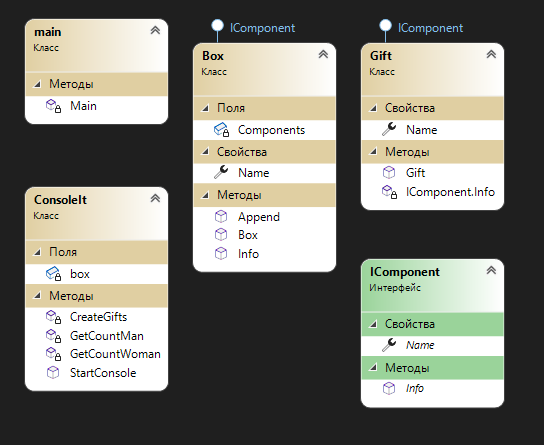 main
Класс
Методы
Main
IComponent
Box
Класс
Поля
Components
Свойства
Name
Методы
Append
Box
Info
IComponent
Gift
Класс
Свойства
Name
Методы
Gift
IComponent.Info
ConsoleIt
Класс
Поля
box
Методы
CreateGifts
GetCountMan
GetCountWoman
StartConsole
IComponent
Интерфейс
Свойства
Name
Методы
Info